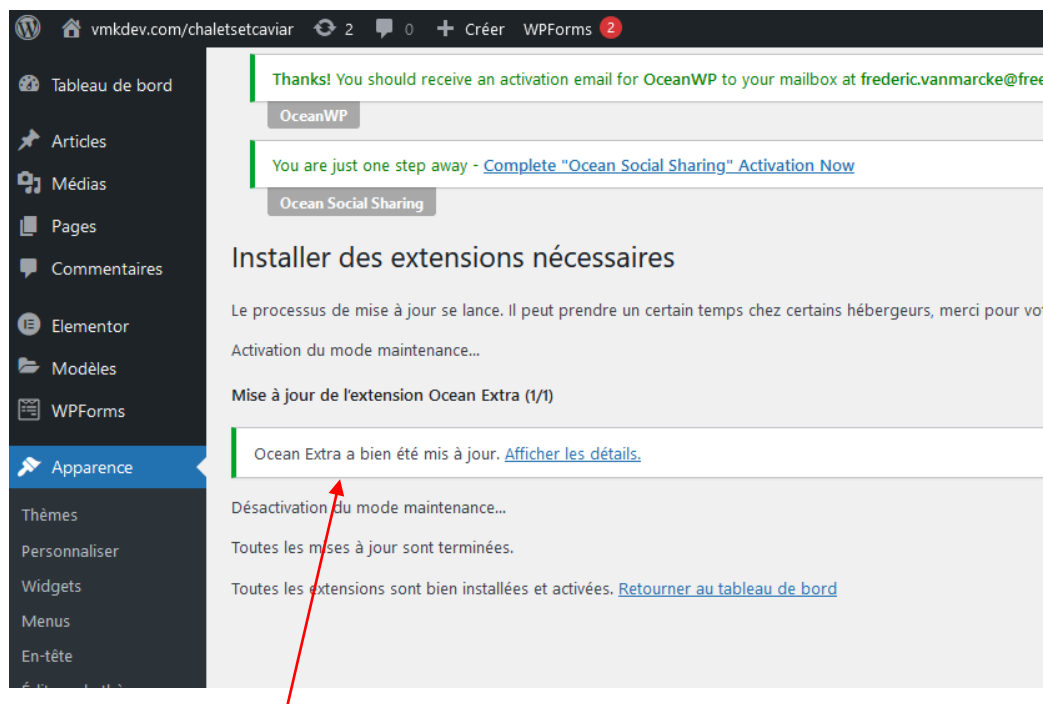 vmkdev.com/chaletsetcaviar 2 0 + Créer WPForms 2
Tableau de bord
Articles
Médias
Pages
Commentaires
Elementor
Modèles
WPForms
Apparence
Thèmes
Personnaliser
Widgets
Menus
En-tête
Thanks! You should receive an activation email for OceanWP to your mailbox at frederic.vanmarcke@free
OceanWP
You are just one step away - Complete "Ocean Social Sharing" Activation Now
Ocean Social Sharing
Installer des extensions nécessaires
Le processus de mise à jour se lance. Il peut prendre un certain temps chez certains hébergeurs, merci pour vo
Activation du mode maintenance...
Mise à jour de l'extension Ocean Extra (1/1)
Ocean Extra a bien été mis à jour. Afficher les détails.
Désactivation du mode maintenance...
Toutes les mises à jour sont terminées.
Toutes les extensions sont bien installées et activées. Retourner au tableau de bord